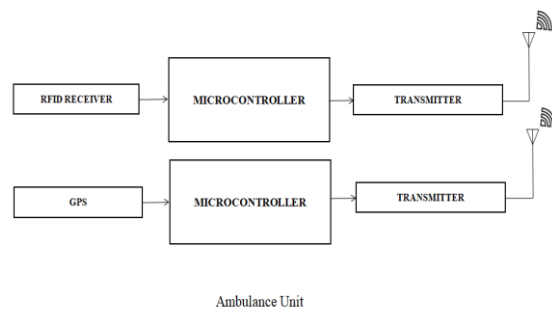 RFID RECEIVER
MICROCONTROLLER
TRANSMITTER
GPS
MICROCONTROLLER
TRANSMITTER
Ambulance Unit